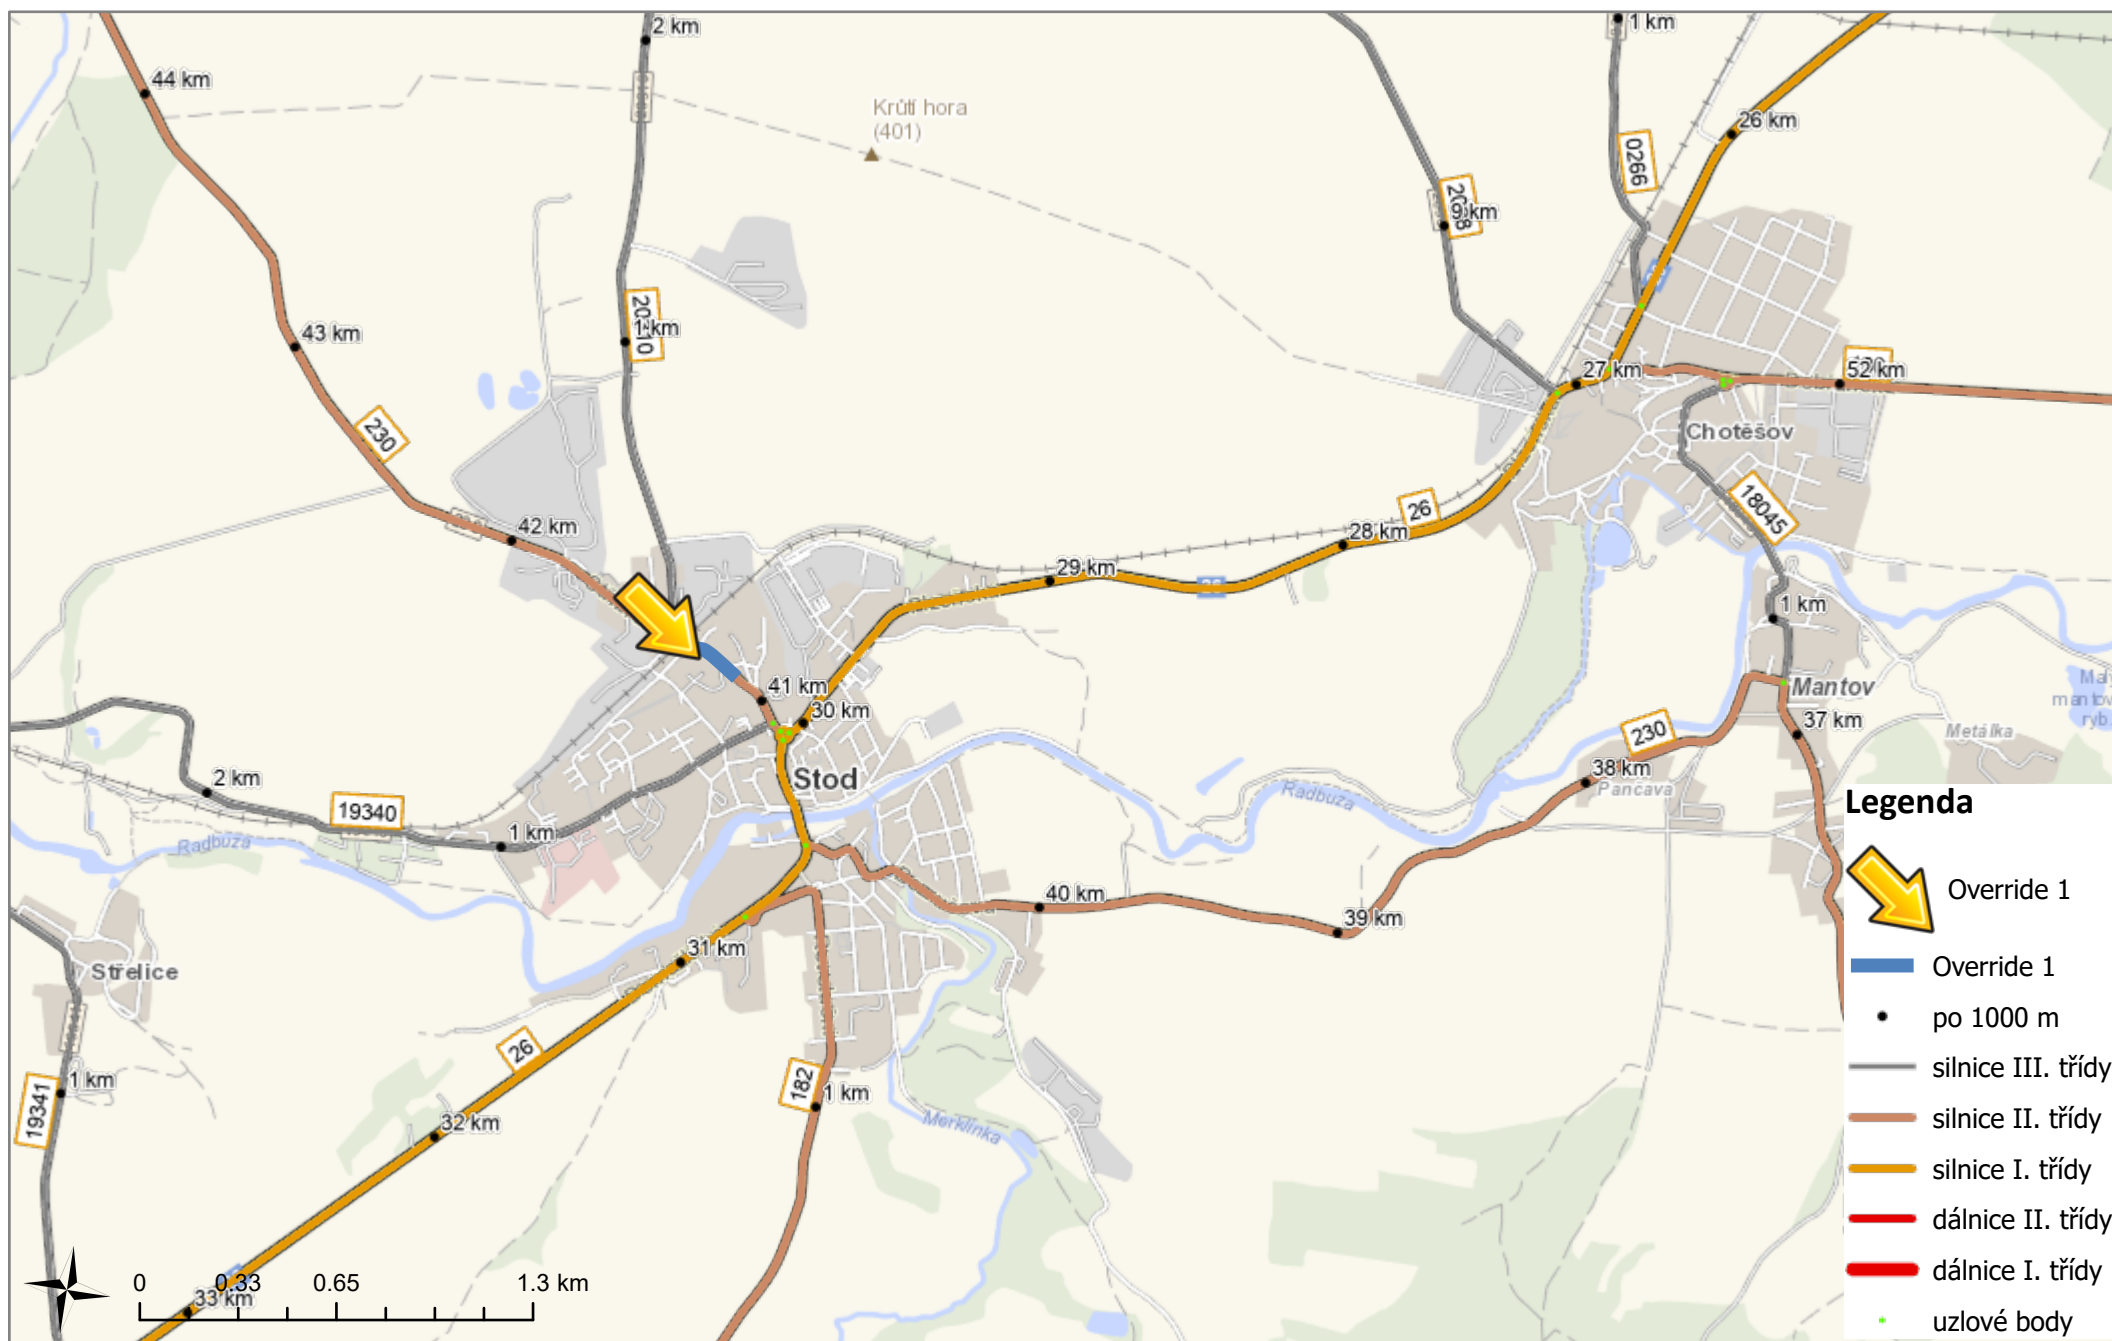 2 km
1 km
44 km
Krůtí hora
(401)
26 km
0266
9 km
1 km
43 km
27 km
52 km
230
Chotěšov
26
18045
42 km
28 km
29 km
1 km
41 km
30 km
Mantov
37 km
230
Metálka
Stod
2 km
38 km
Pancava
Radbuza
19340
1 km
Radbuza
Legenda
Override 1
40 km
39 km
31 km
Střelice
Override 1
po 1000 m
26
silnice III. třídy
1 km
19341
182
1 km
silnice II. třídy
32 km
Merklínka
silnice I. třídy
dálnice II. třídy
dálnice I. třídy
0
0.33
0.65
1.3 km
33 km
uzlové body